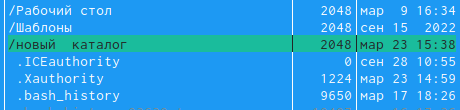 /Рабочий стол 2048 мар 9 16:34
/Шаблоны 2048 сен 15 2022
/новый каталог 2048 мар 23 15:38
.ICEauthority 0 сен 28 10:55
.Xauthority 1224 мар 23 14:59
.bash_history 9650 мар 17 18:26